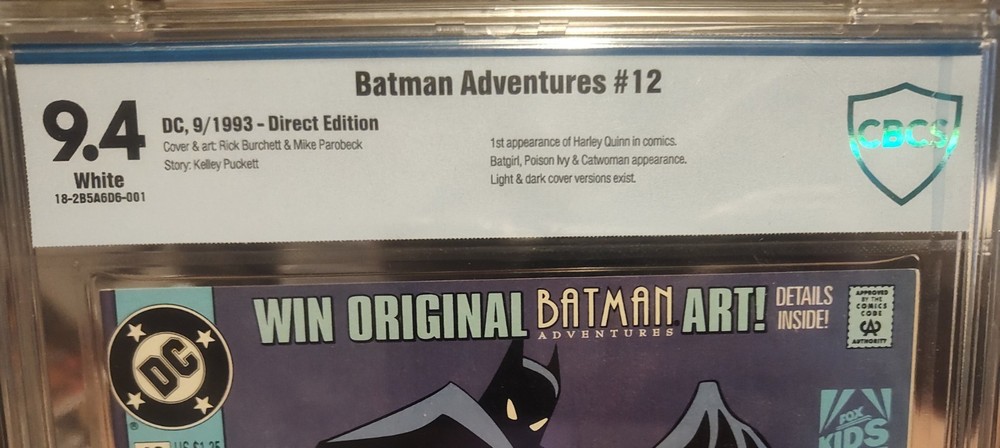 Batman Adventures #12
9.4
White
18-2B5A6D6-001
DC, 9/1993 - Direct Edition
Cover & art: Rick Burchett & Mike Parobeck
Story: Kelley Puckett
1st appearance of Harley Quinn in comics.
Batgirl, Poison Ivy & Catwoman appearance.
Light & dark cover versions exist.
CBCS
WIN ORIGINAL BATMAN ADVENTURES ART! DETAILS
INSIDE!
APPROVED
BY THE
COMICS
CODE
CA
AUTHORITY
DC
®
US $1.25
FOX
KIDS